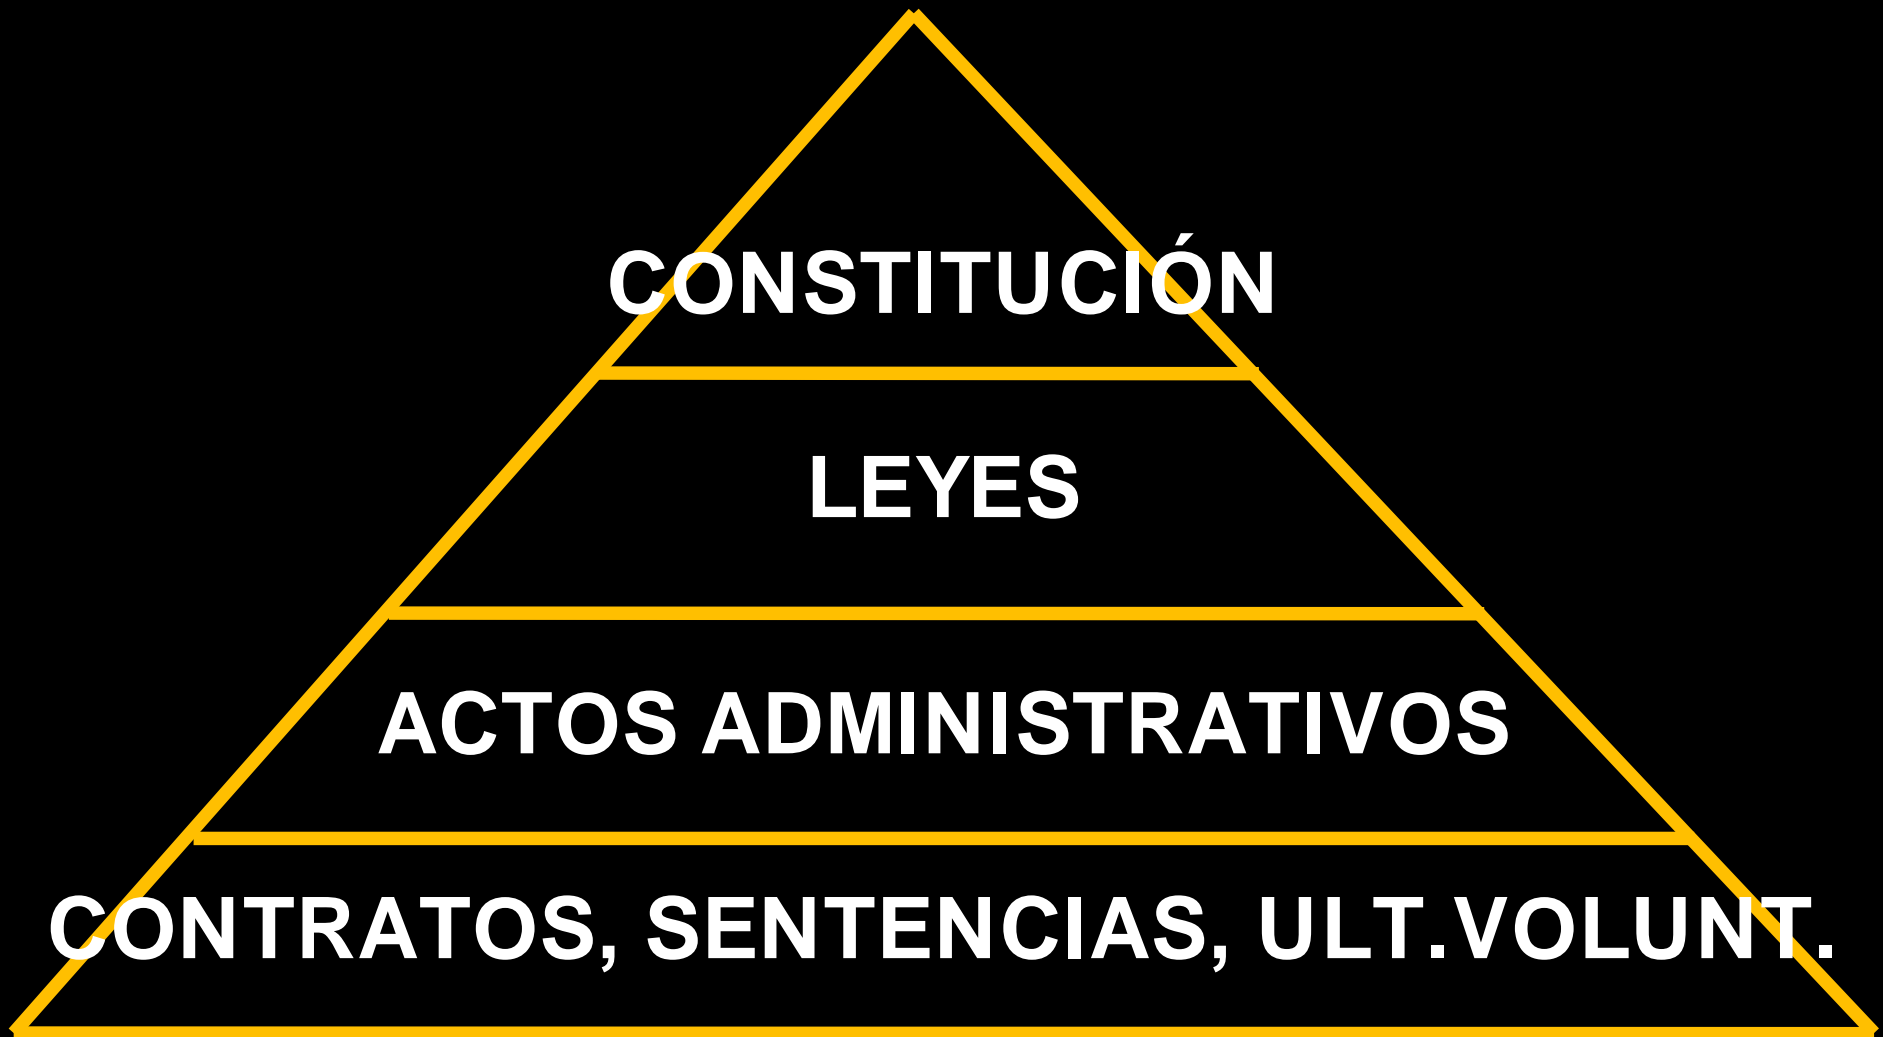 CONSTITUCIÓN
LEYES
ACTOS ADMINISTRATIVOS
CONTRATOS, SENTENCIAS, ULT.VOLUNT.